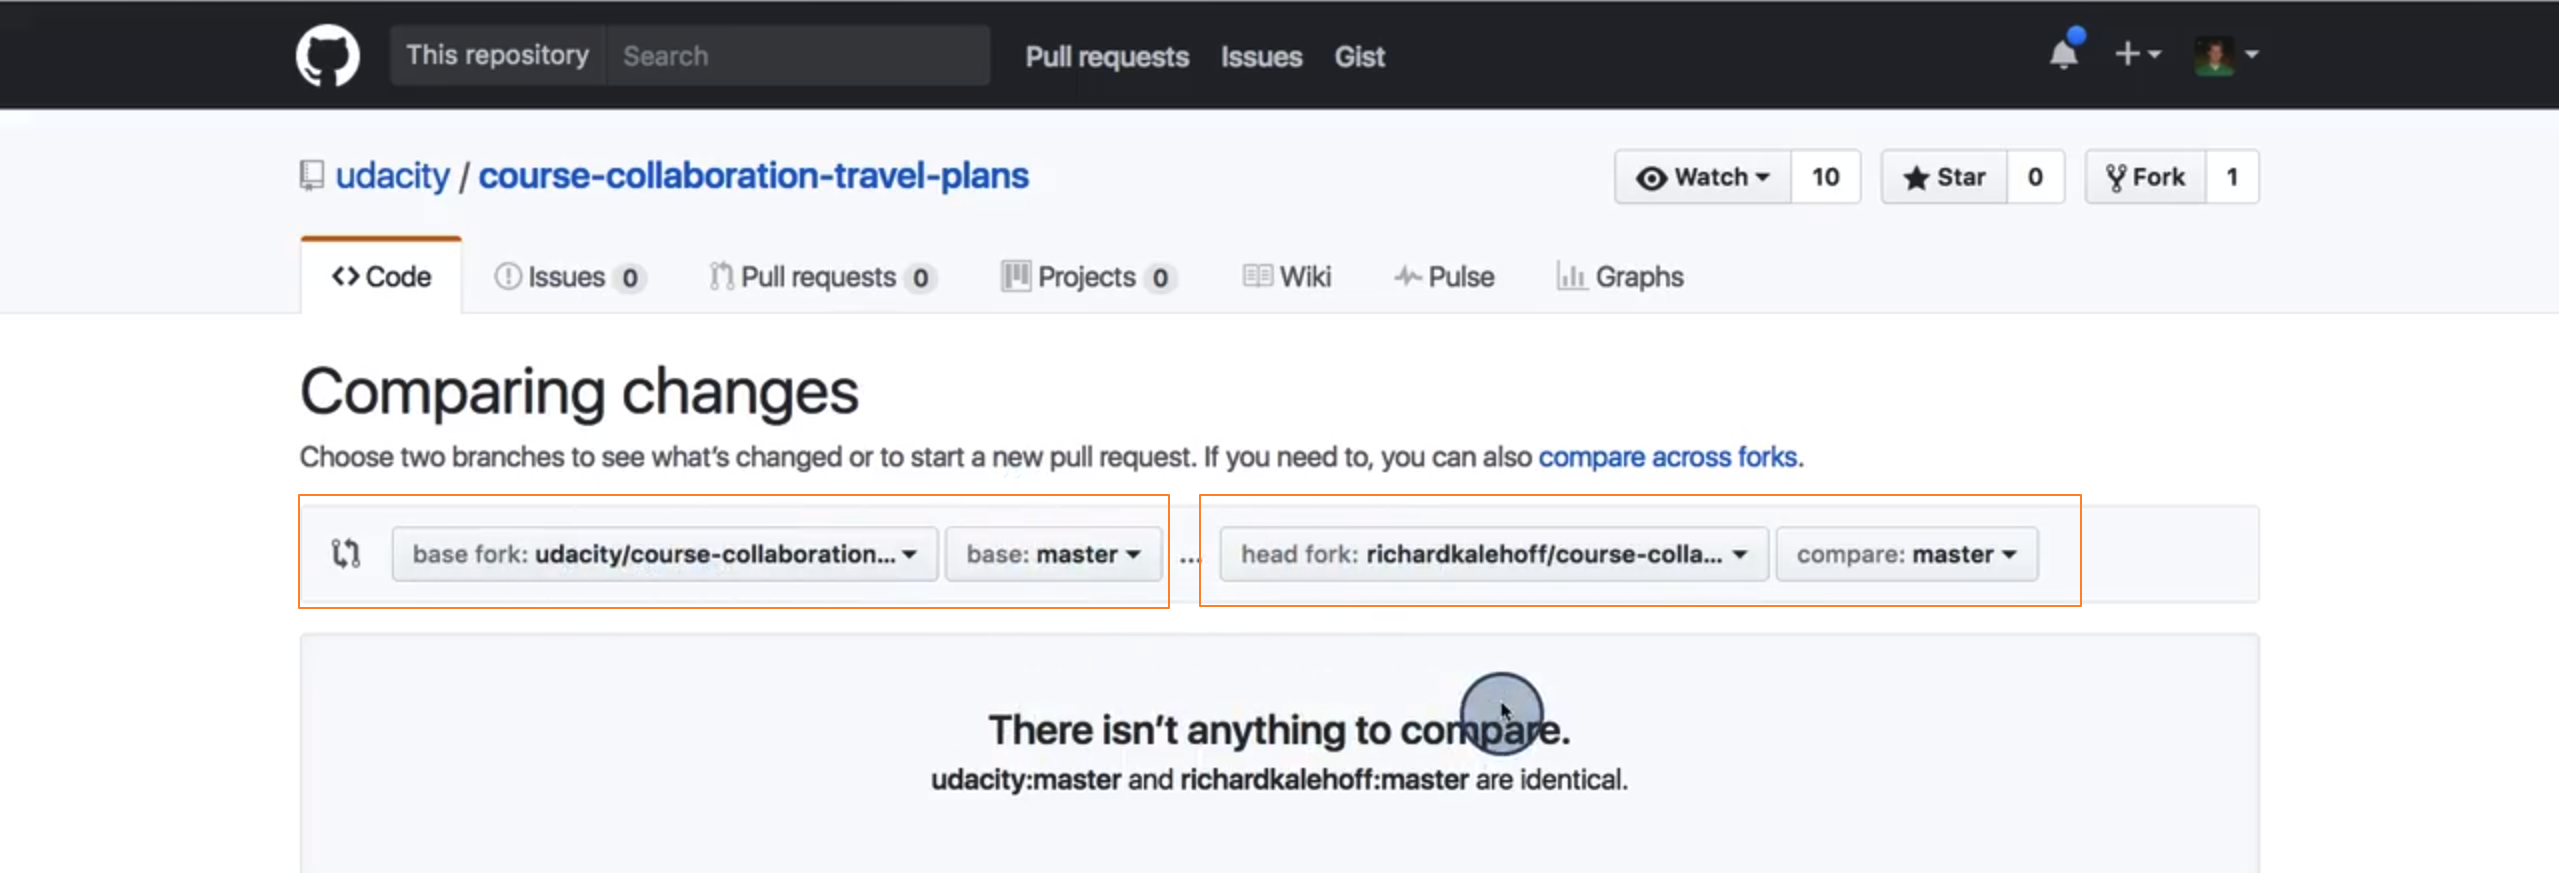 This repository Search Pull requests Issues Gist
udacity / course-collaboration-travel-plans Watch 10 Star 0 Fork 1
Code Issues 0 Pull requests 0 Projects 0 Wiki Pulse Graphs
Comparing changes
Choose two branches to see what's changed or to start a new pull request. If you need to, you can also compare across forks.
base fork: udacity/course-collaboration... base: master ... head fork: richardkalehoff/course-colla... compare: master
There isn't anything to compare.
udacity:master and richardkalehoff:master are identical.